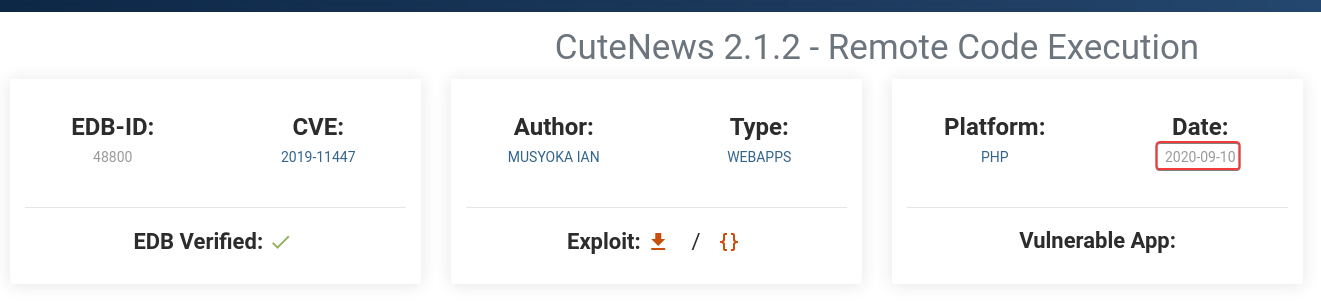 CuteNews 2.1.2 - Remote Code Execution
EDB-ID: CVE: Author: Type: Platform: Date:
48800 2019-11447 MUSYOKA IAN WEBAPPS PHP 2020-09-10
EDB Verified: Exploit: / {} Vulnerable App: